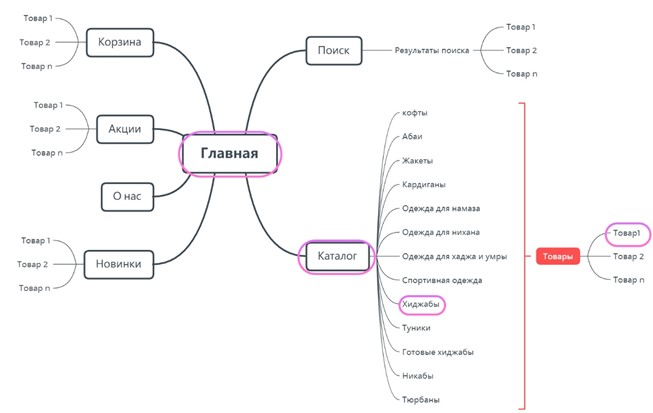 Товар 1
Товар 2
Товар n
Корзина
Товар 1
Товар 2
Товар n
Акции
О нас
Товар 1
Товар 2
Товар n
Новинки
Главная
Поиск
Результаты поиска
Товар 1
Товар 2
Товар n
Каталог
кофты
Абаи
Жакеты
Кардиганы
Одежда для намаза
Одежда для нихана
Одежда для хаджа и умры
Спортивная одежда
Хиджабы
Туники
Готовые хиджабы
Никабы
Тюрбаны
Товары
Товар1
Товар 2
Товар n